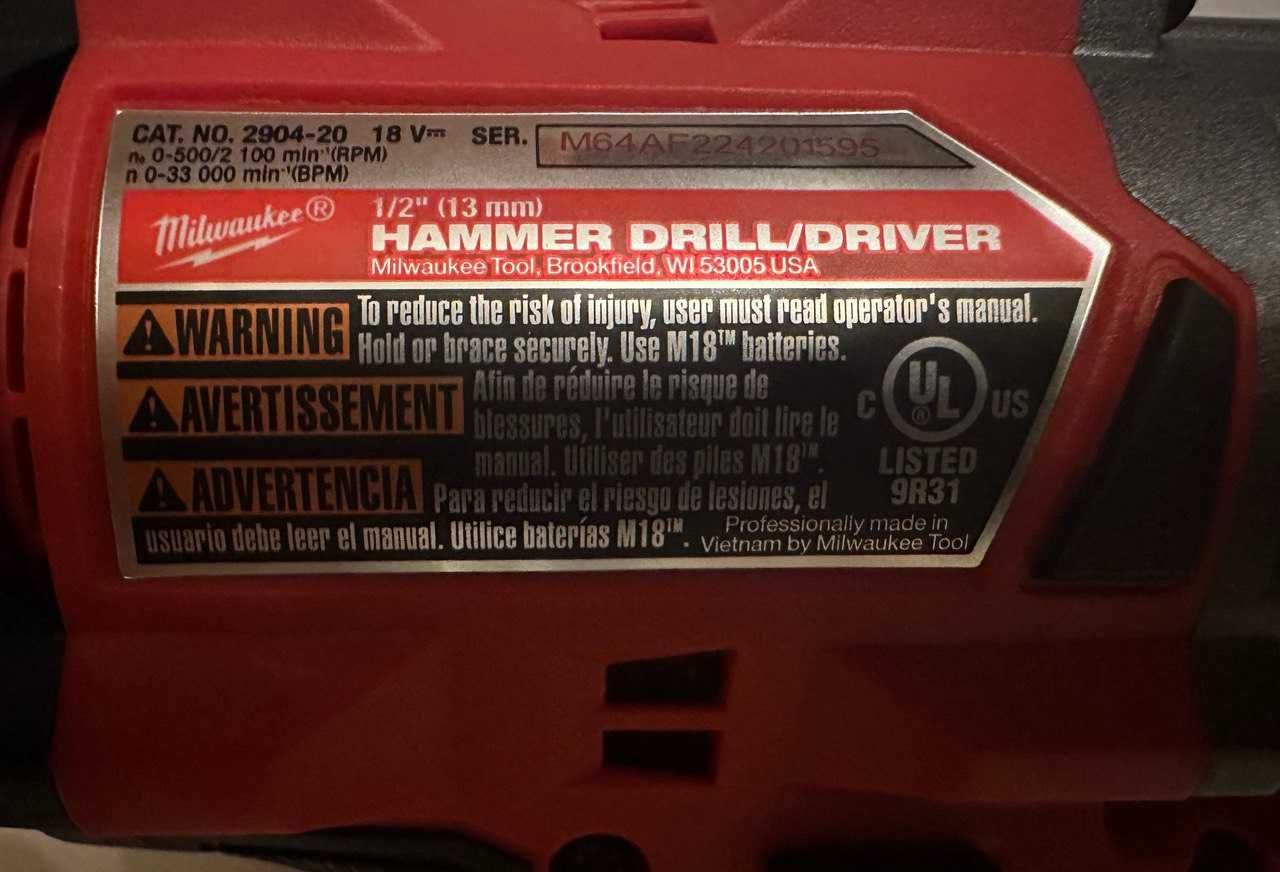 CAT. NO. 2904-20 18 V⎓ SER. M64AF224201595
n₀ 0-500/2 100 min⁻¹(RPM)
n 0-33 000 min⁻¹(BPM)
Milwaukee®
1/2" (13 mm)
HAMMER DRILL/DRIVER
Milwaukee Tool, Brookfield, WI 53005 USA
WARNING To reduce the risk of injury, user must read operator's manual.
Hold or brace securely. Use M18™ batteries.
AVERTISSEMENT Afin de réduire le risque de
blessures, l'utilisateur doit lire le
manual. Utiliser des piles M18™.
ADVERTENCIA Para reducir el riesgo de lesiones, el
usuario debe leer el manual. Utilice baterías M18™.
C UL® US
LISTED
9R31
Professionally made in
Vietnam by Milwaukee Tool